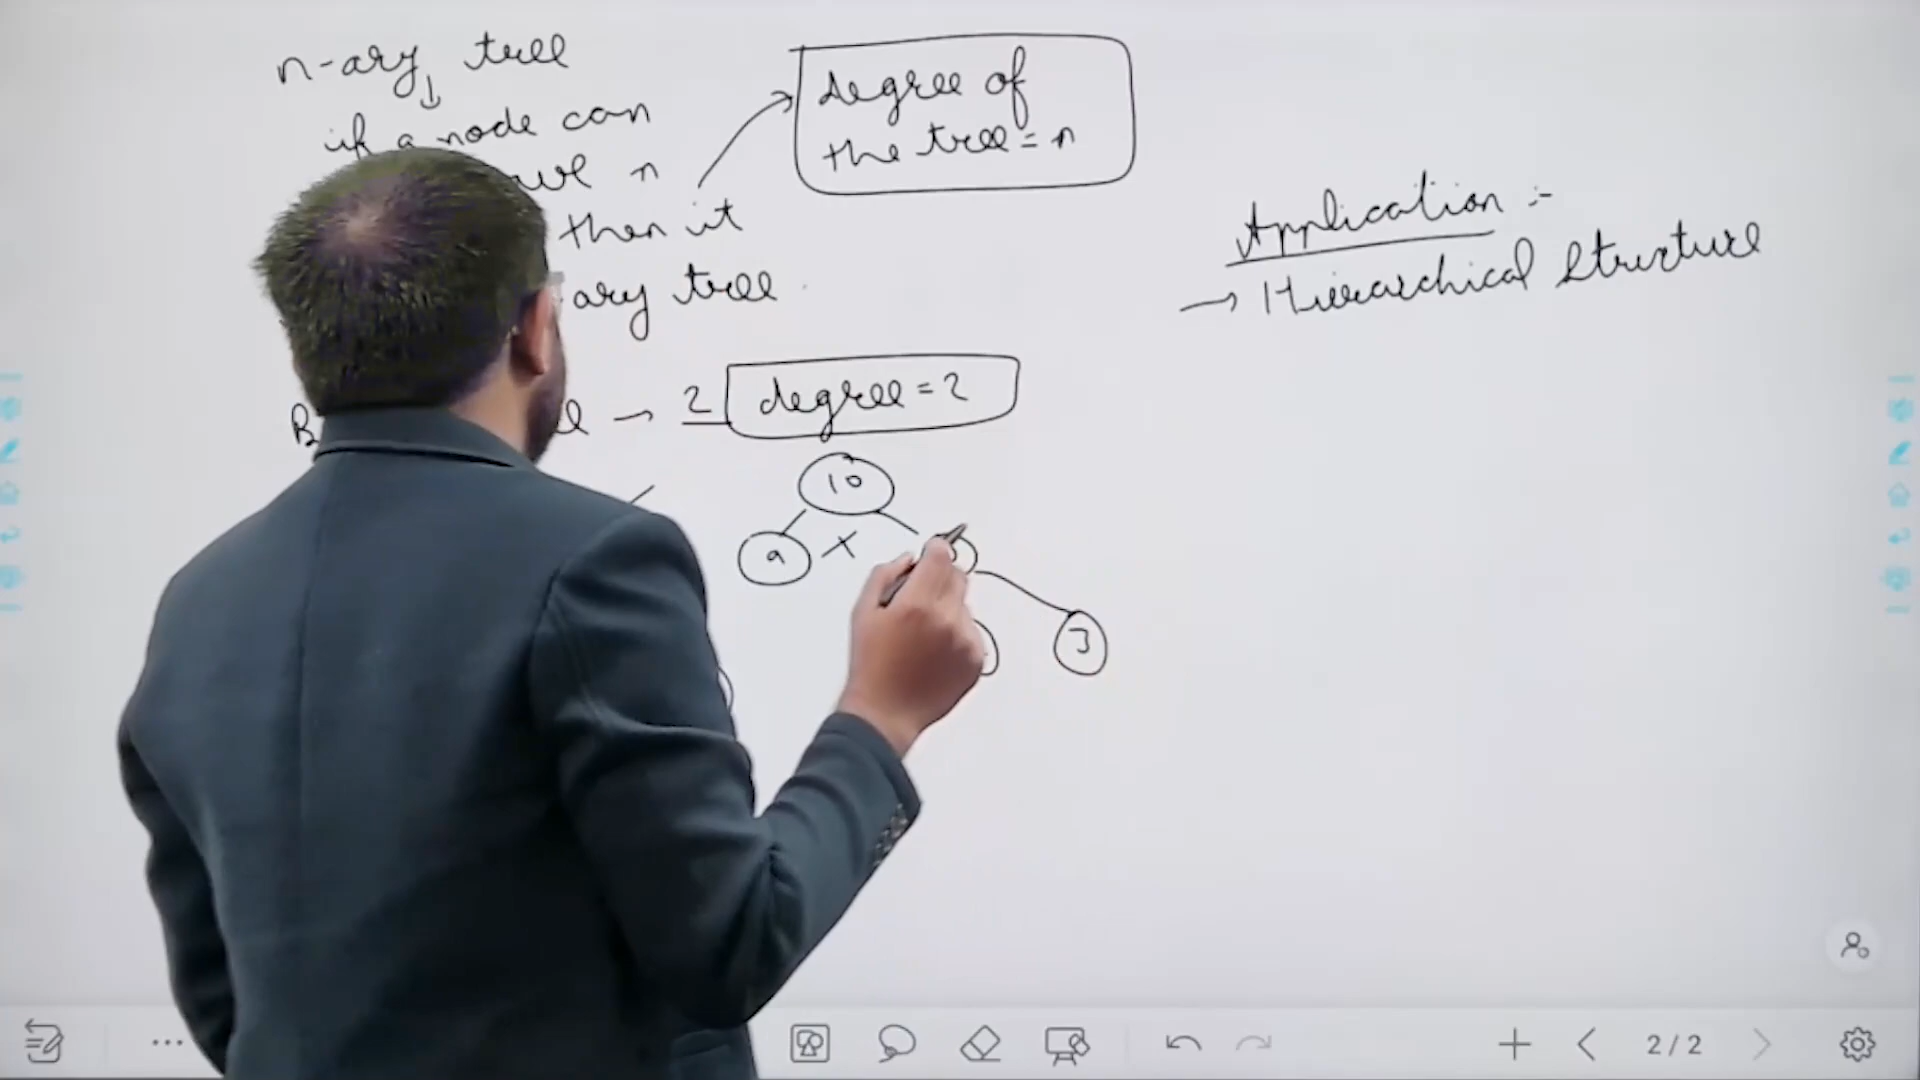 n-ary tree
if a node can
n
then it
ary tree
degree of
the tree = n
Application :-
→ Hierarchical Structure
→ 2
degree = 2
10
9
3
2/2